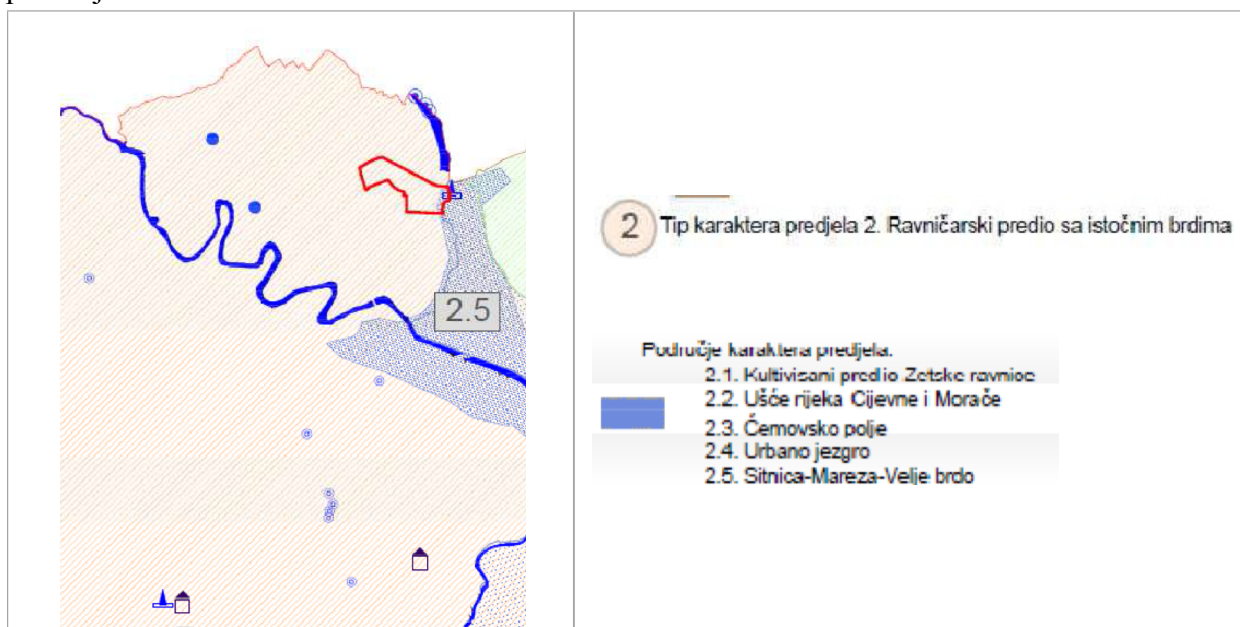 2.5
2 Tip karaktera predjela 2. Ravničarski predio sa istočnim brdima
Područje karaktera predjela:
2.1. Kultivisani predio Zetske ravnice
2.2. Ušće rijeka Cijevne i Morače
2.3. Ćemovsko polje
2.4. Urbano jezgro
2.5. Sitnica-Mareza-Velje brdo